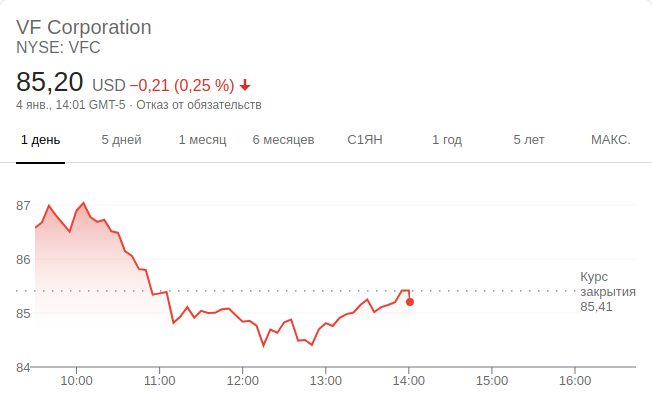 VF Corporation
NYSE: VFC
85,20 USD −0,21 (0,25 %)
4 янв., 14:01 GMT-5 · Отказ от обязательств
1 день 5 дней 1 месяц 6 месяцев С1ЯН 1 год 5 лет МАКС.
87
86
Курс
закрытия
85,41
85
84
10:00 11:00 12:00 13:00 14:00 15:00 16:00